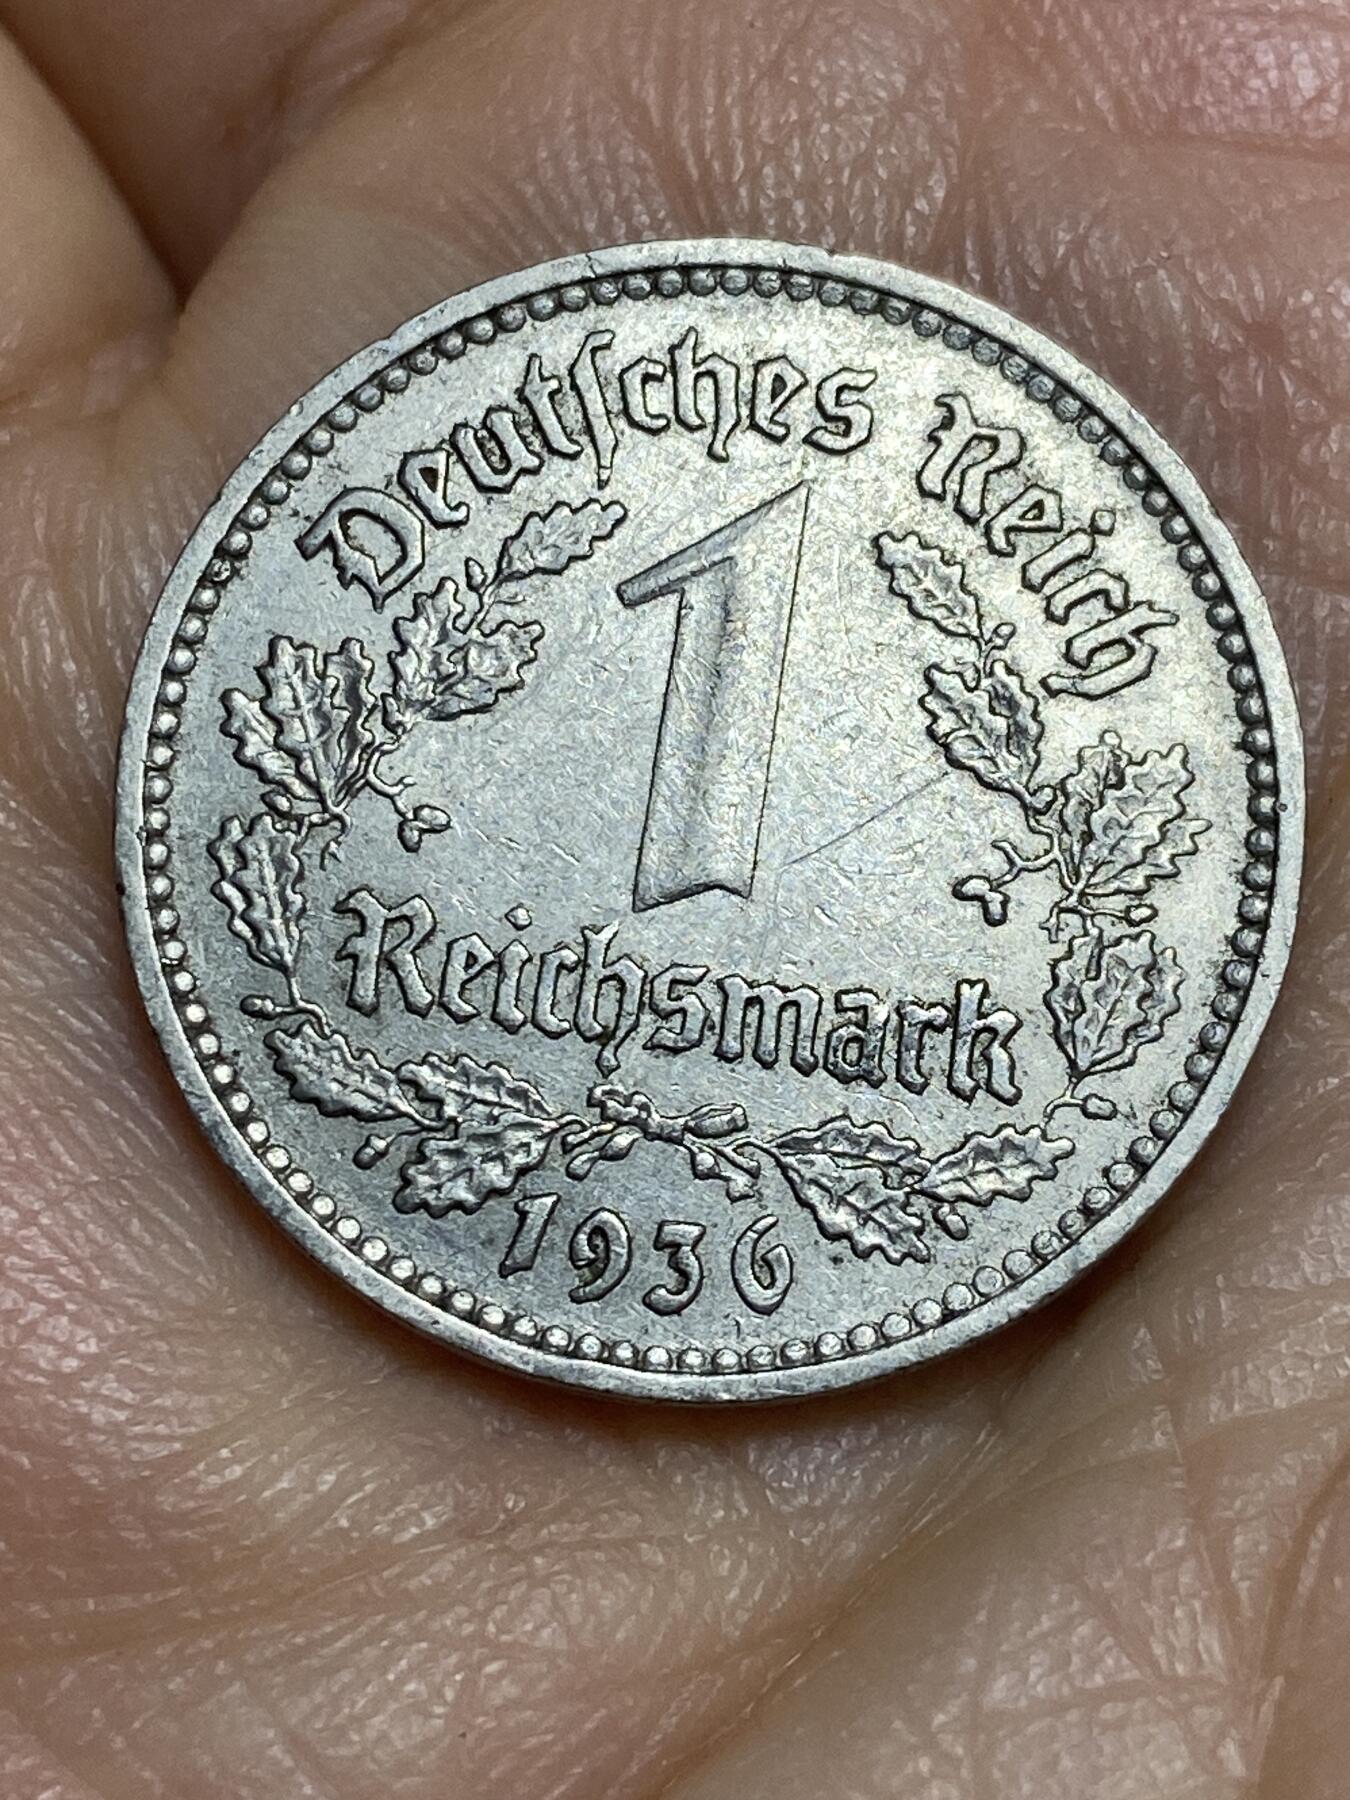 Deutſches Reich
1
Reichsmark
1936